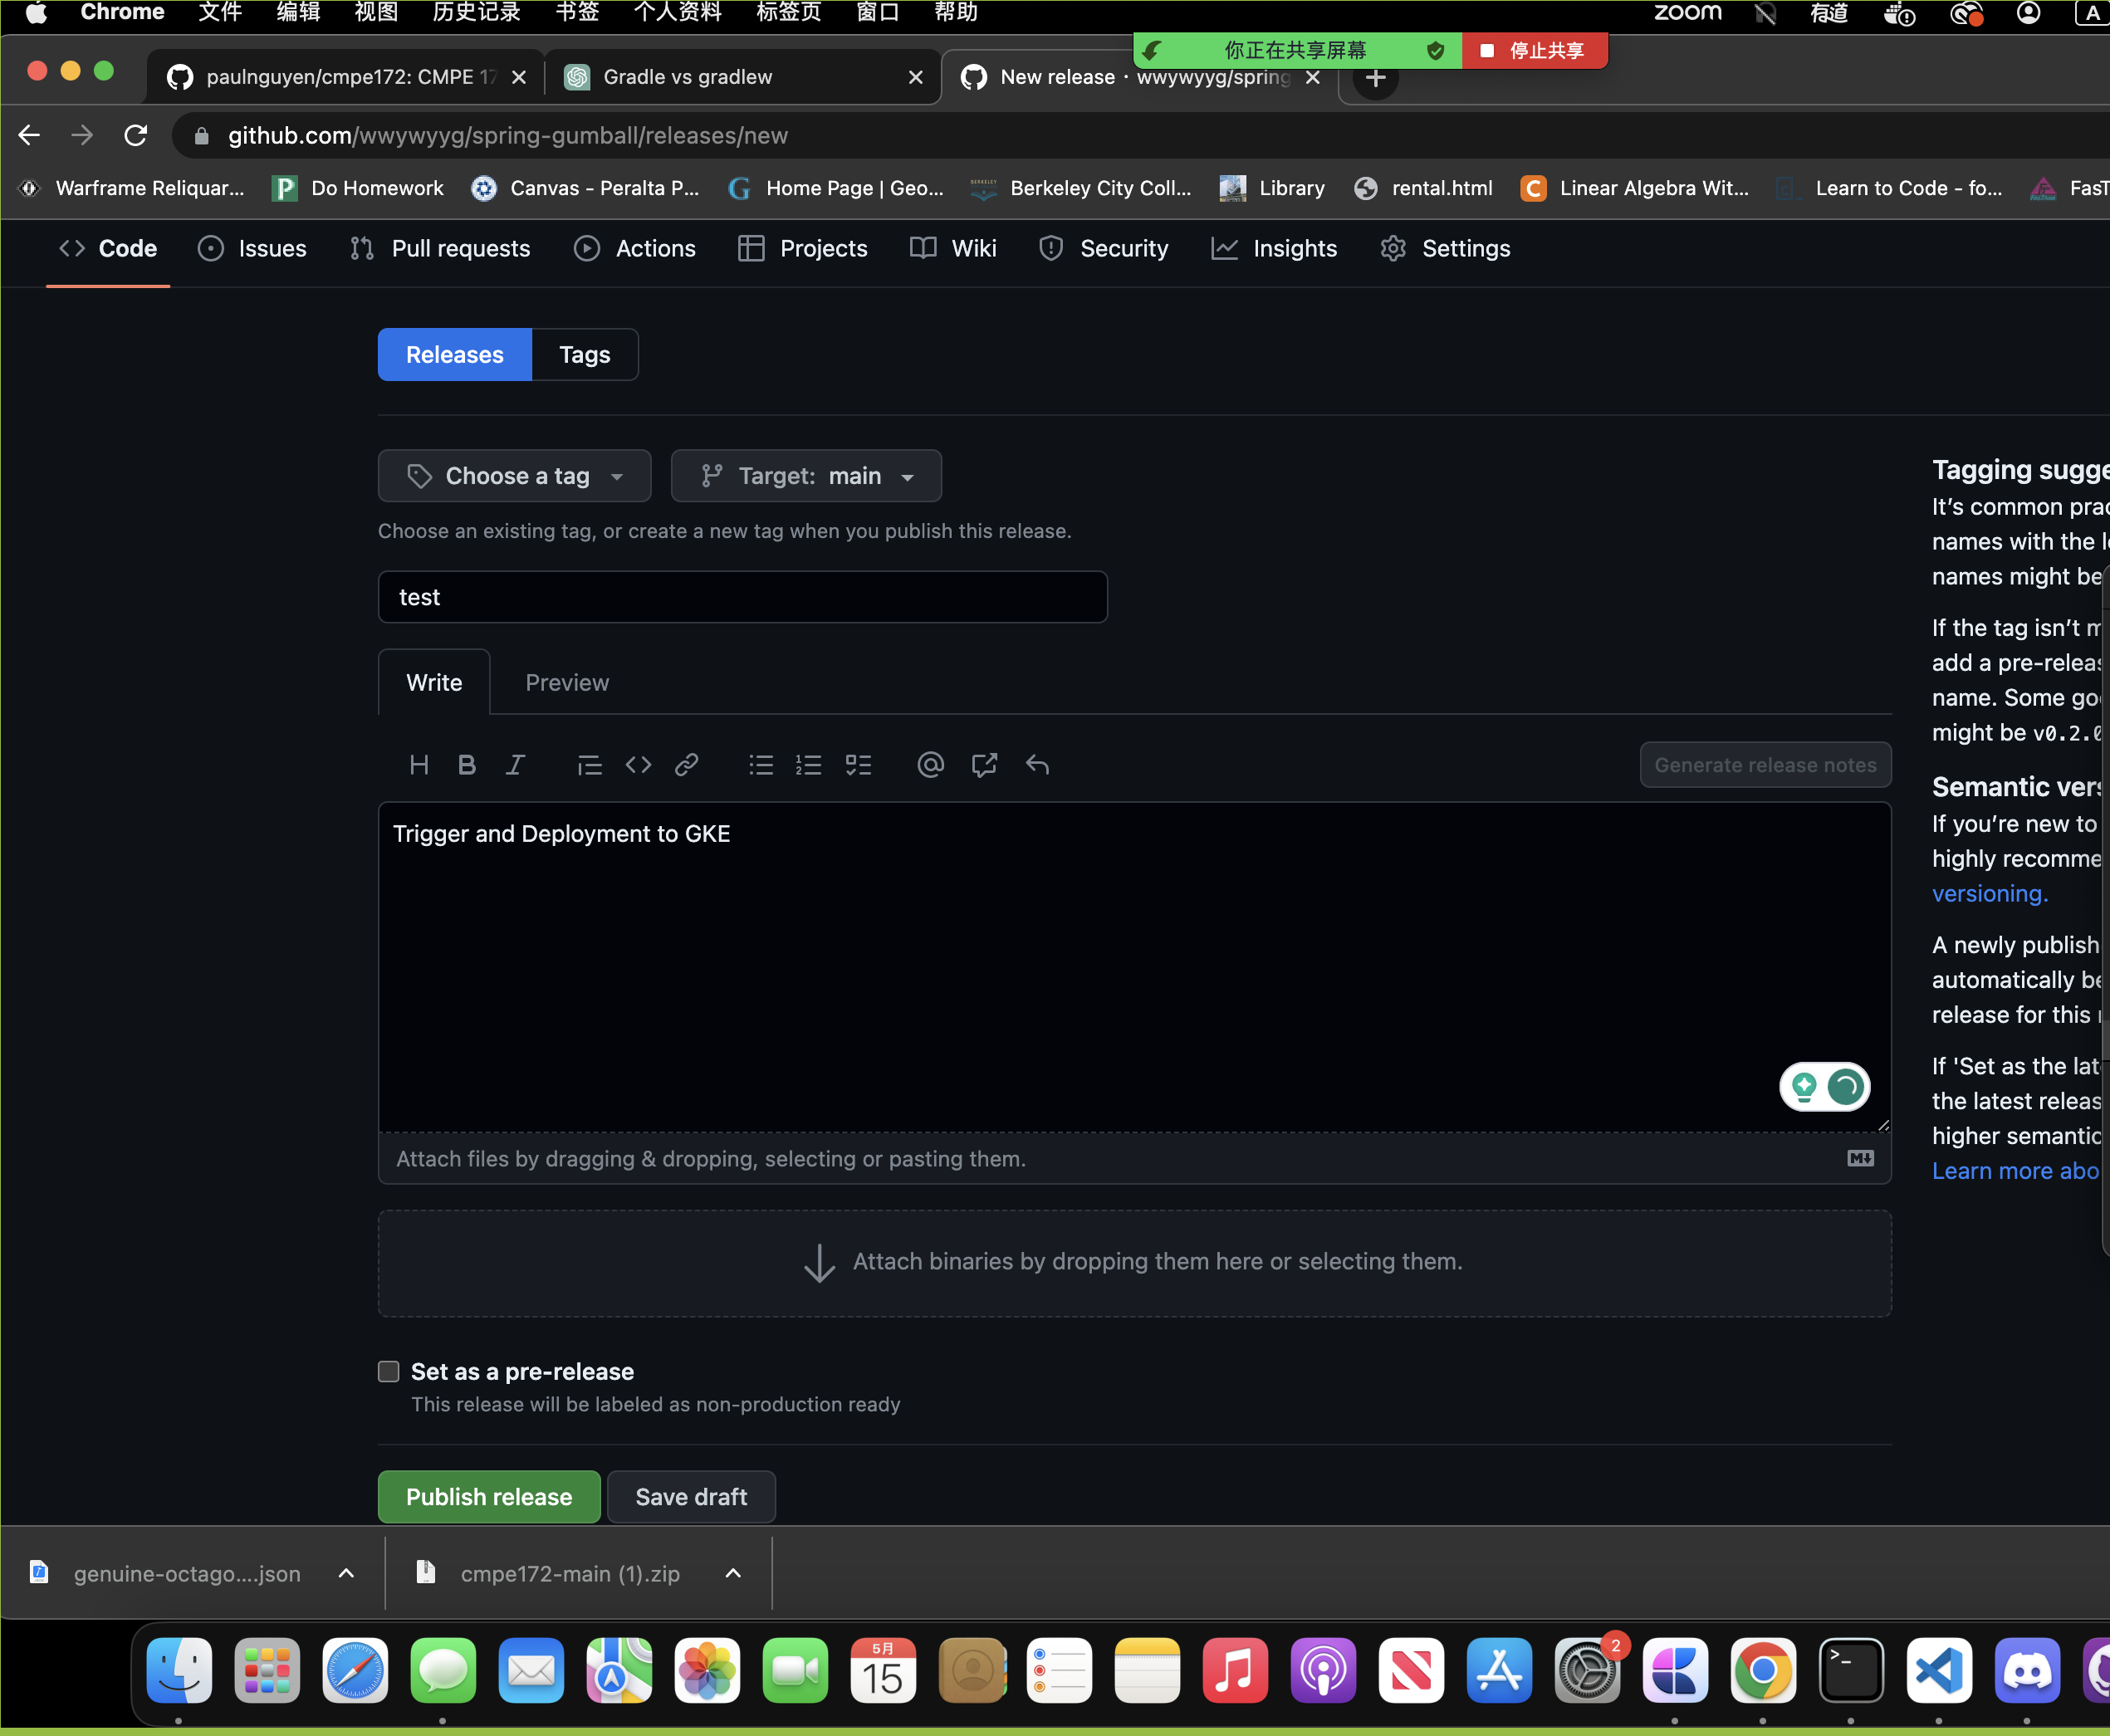 Chrome 文件 编辑 视图 历史记录 书签 个人资料 标签页 窗口 帮助 zoom 有道 A
你正在共享屏幕 停止共享
paulnguyen/cmpe172: CMPE 17 Gradle vs gradlew New release · wwywyyg/spring
github.com/wwywyyg/spring-gumball/releases/new
Warframe Reliquar... Do Homework Canvas - Peralta P... Home Page | Geo... Berkeley City Coll... Library rental.html Linear Algebra Wit... Learn to Code - fo... FasT
Code Issues Pull requests Actions Projects Wiki Security Insights Settings
Releases Tags
Choose a tag Target: main
Choose an existing tag, or create a new tag when you publish this release.
test
Write Preview
Generate release notes
Trigger and Deployment to GKE
Attach files by dragging & dropping, selecting or pasting them.
Attach binaries by dropping them here or selecting them.
Set as a pre-release
This release will be labeled as non-production ready
Publish release Save draft
Tagging sugge
It's common prac
names with the l
names might be
If the tag isn't m
add a pre-releas
name. Some go
might be v0.2.0
Semantic vers
If you're new to
highly recomme
versioning.
A newly publish
automatically be
release for this
If 'Set as the lat
the latest releas
higher semantic
Learn more abo
genuine-octago....json cmpe172-main (1).zip
5月
15
2